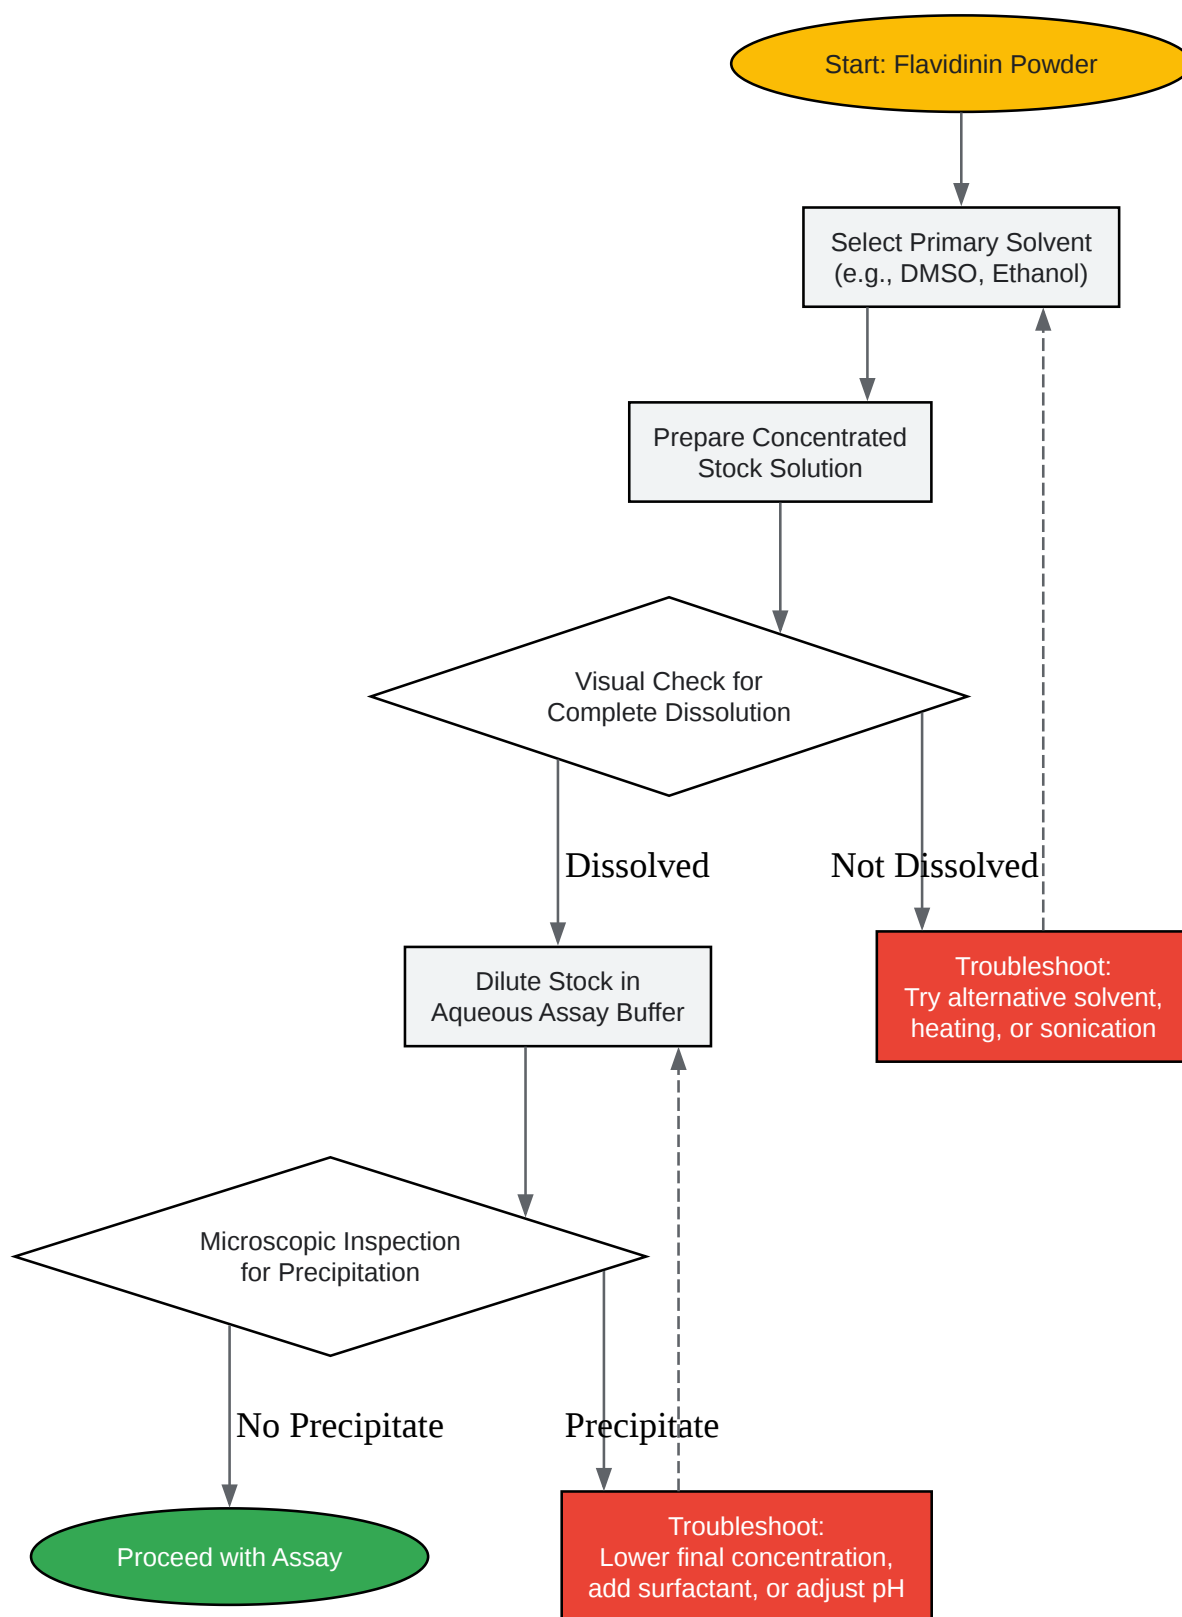 Start: Flavidinin Powder
Select Primary Solvent
(e.g., DMSO, Ethanol)
Prepare Concentrated
Stock Solution
Visual Check for
Complete Dissolution
Dissolved
Not Dissolved
Dilute Stock in
Aqueous Assay Buffer
Troubleshoot:
Try alternative solvent,
heating, or sonication
Microscopic Inspection
for Precipitation
No Precipitate
Precipitate
Proceed with Assay
Troubleshoot:
Lower final concentration,
add surfactant, or adjust pH